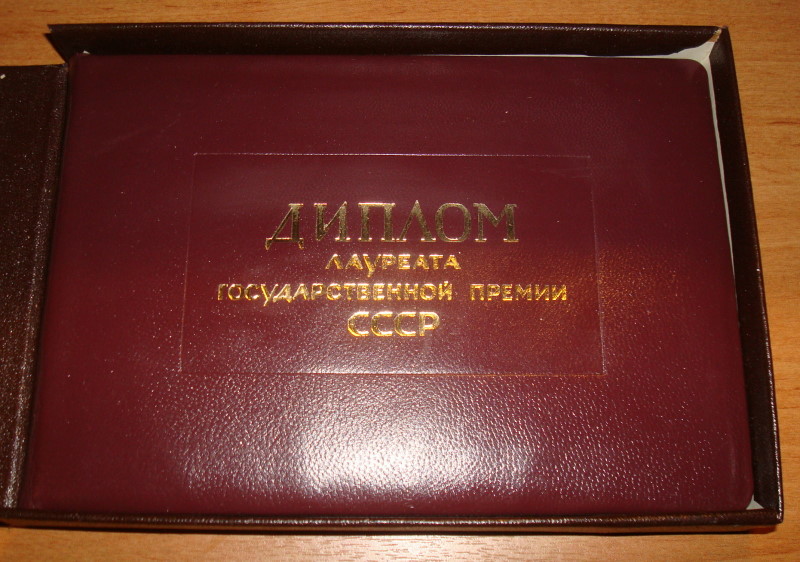 ДИПЛОМ
ЛАУРЕАТА
ГОСУДАРСТВЕННОЙ ПРЕМИИ
СССР